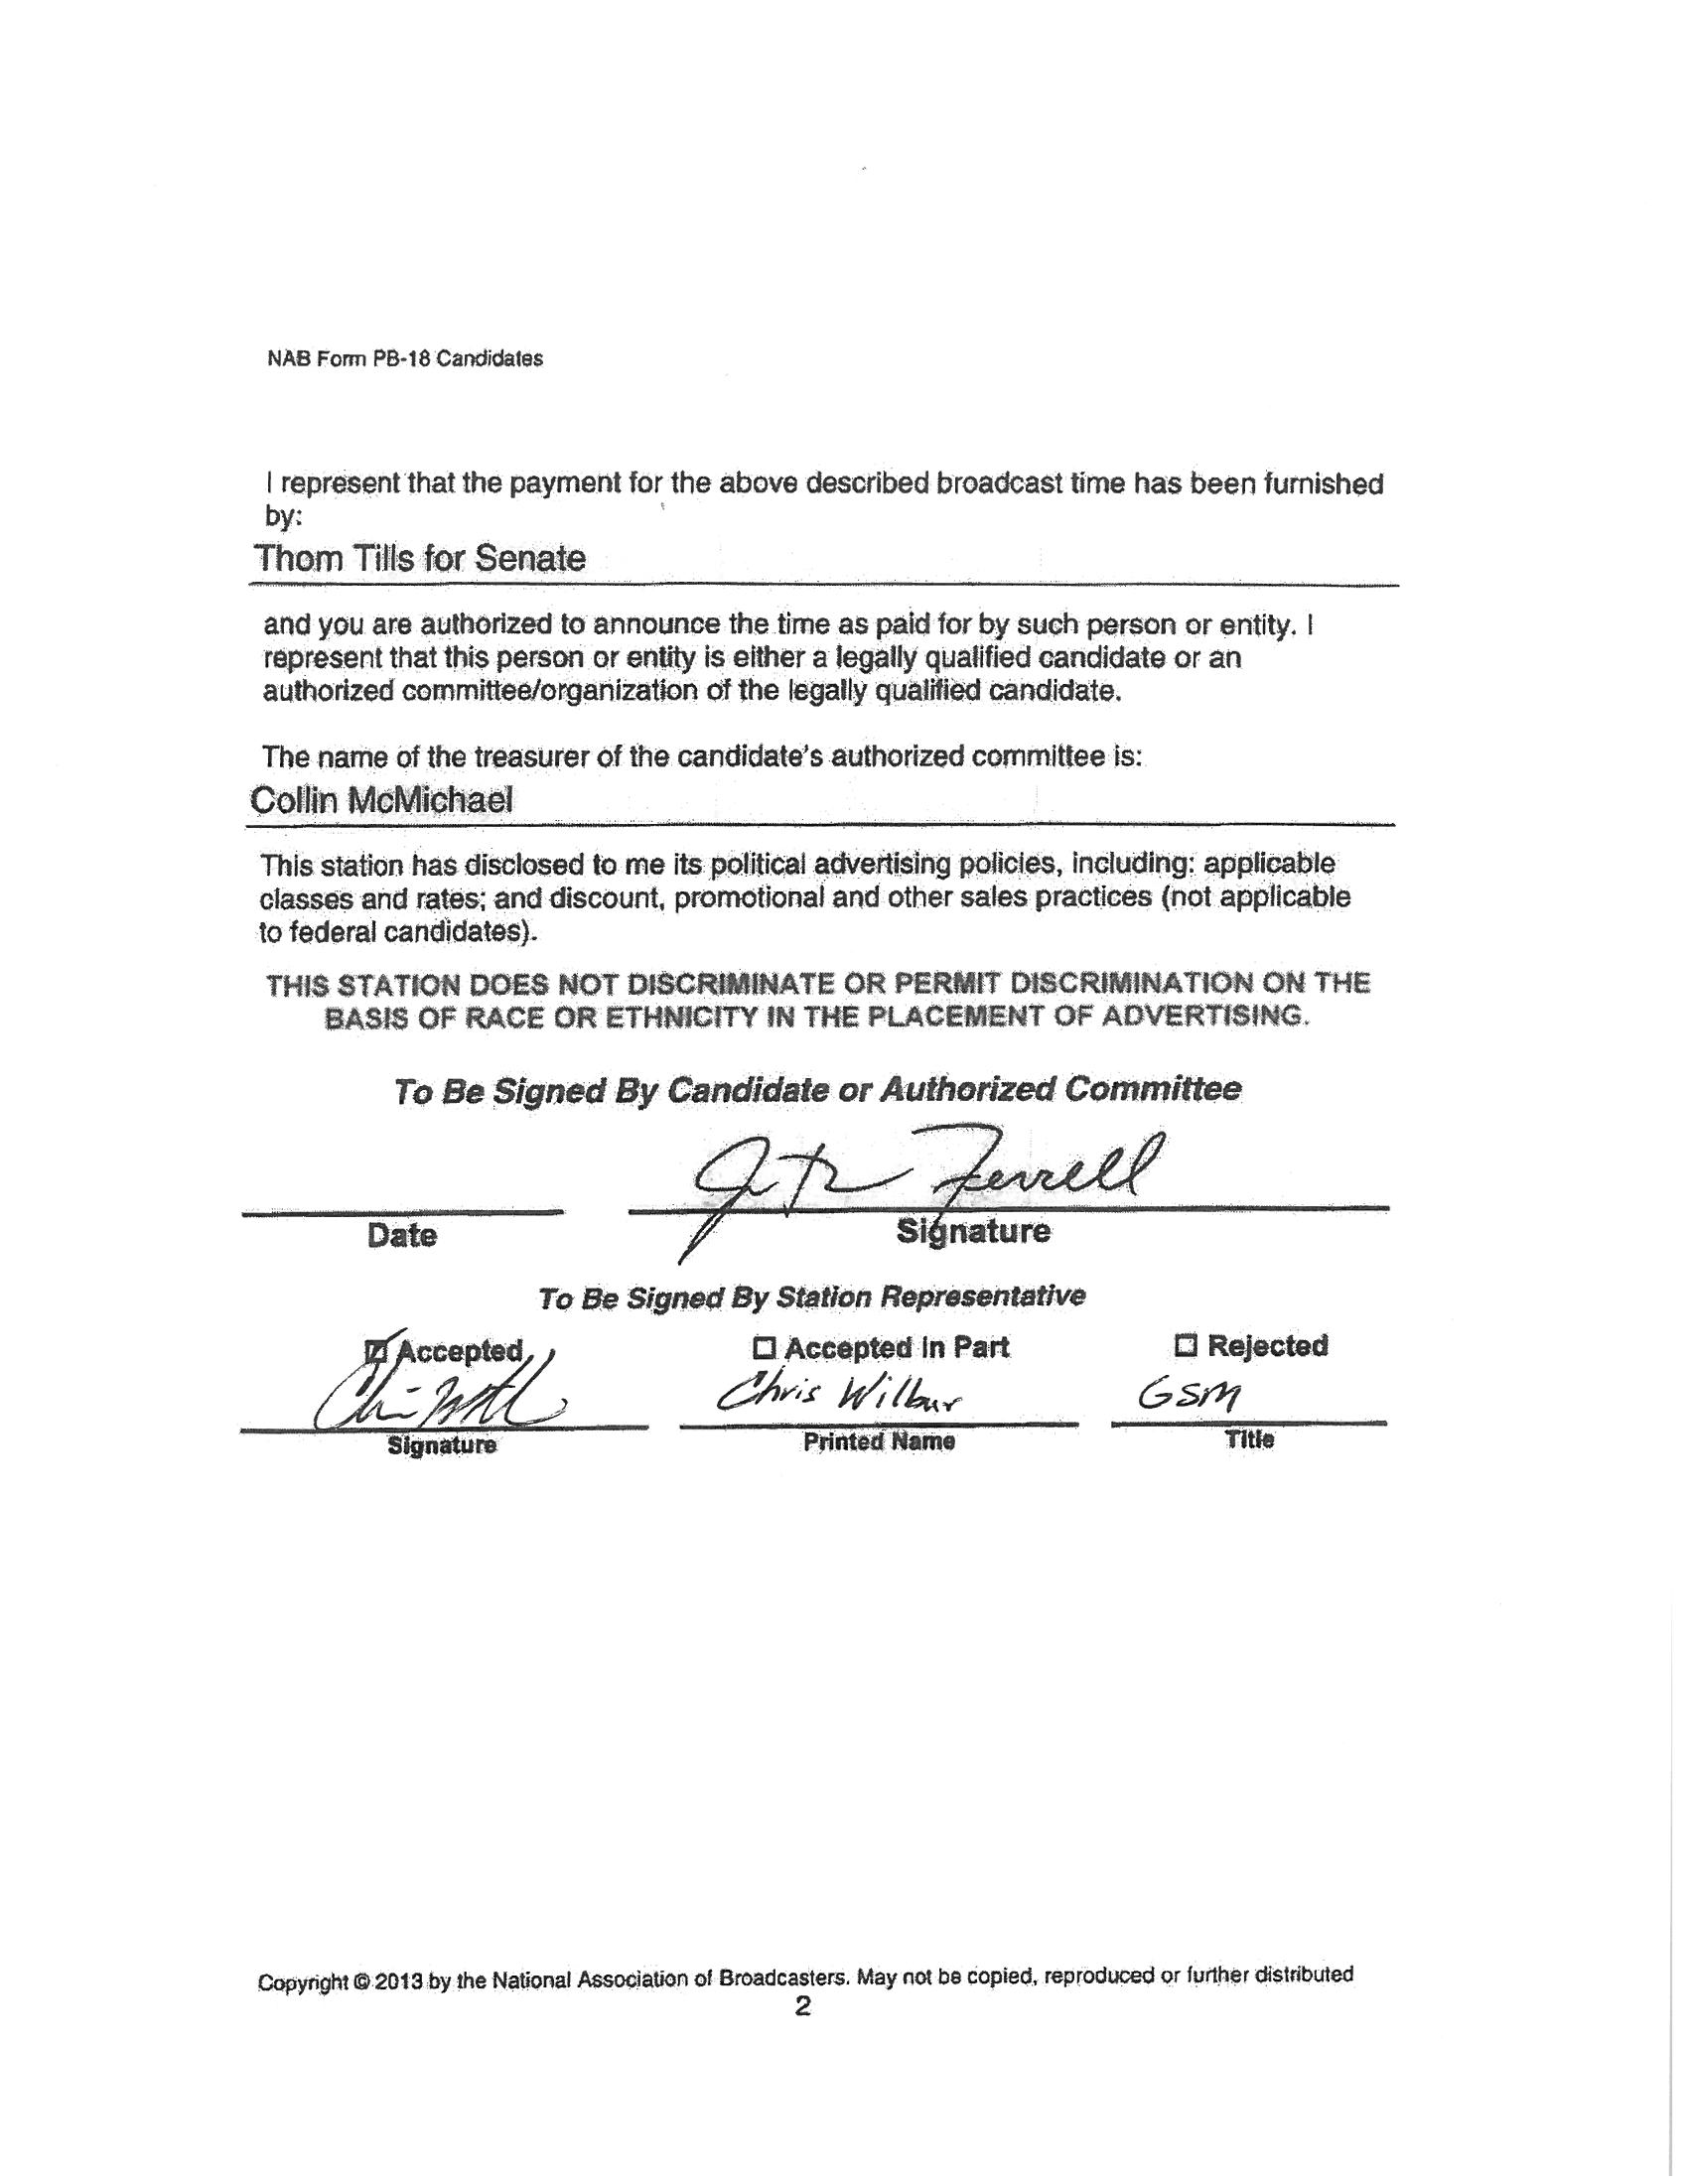 NAB Form PB-18 Candidates
I represent that the payment for the above described broadcast time has been furnished
by:
Thom Tills for Senate
and you are authorized to announce the time as paid for by such person or entity. I
represent that this person or entity is either a legally qualified candidate or an
authorized committee/organization of the legally qualified candidate.
The name of the treasurer of the candidate's authorized committee is:
Collin McMichael
This station has disclosed to me its political advertising policies, including: applicable
classes and rates; and discount, promotional and other sales practices (not applicable
to federal candidates).
THIS STATION DOES NOT DISCRIMINATE OR PERMIT DISCRIMINATION ON THE
BASIS OF RACE OR ETHNICITY IN THE PLACEMENT OF ADVERTISING.
To Be Signed By Candidate or Authorized Committee
Ferrell
Date Signature
To Be Signed By Station Representative
☑ Accepted ☐ Accepted in Part ☐ Rejected
Chris Wilbur GSM
Signature Printed Name Title
Copyright © 2013 by the National Association of Broadcasters. May not be copied, reproduced or further distributed
2